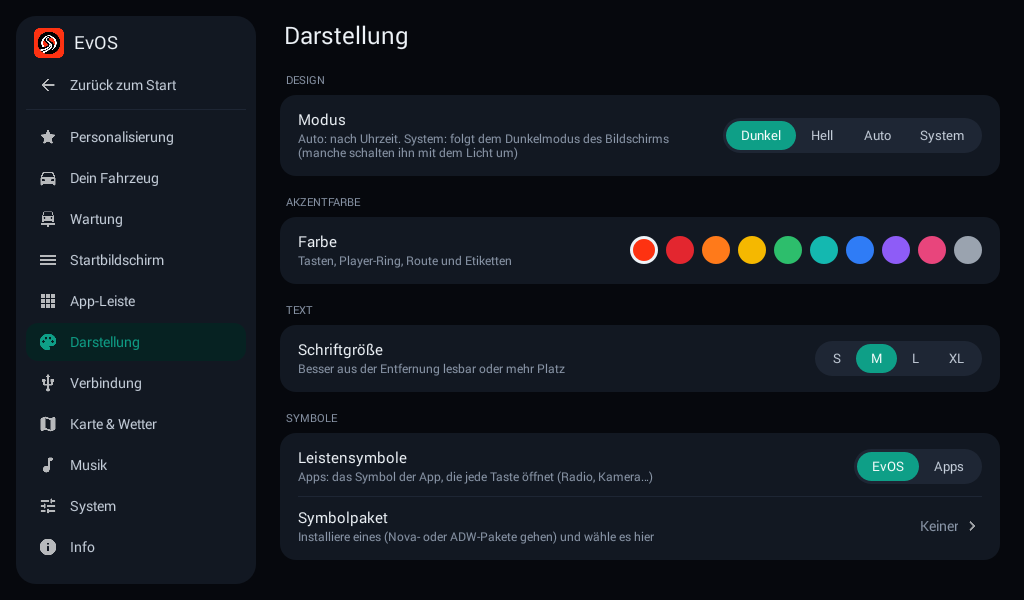 EvOS
Zurück zum Start
Personalisierung
Dein Fahrzeug
Wartung
Startbildschirm
App-Leiste
Darstellung
Verbindung
Karte & Wetter
Musik
System
Info
Darstellung
DESIGN
Modus
Auto: nach Uhrzeit. System: folgt dem Dunkelmodus des Bildschirms
(manche schalten ihn mit dem Licht um)
Dunkel Hell Auto System
AKZENTFARBE
Farbe
Tasten, Player-Ring, Route und Etiketten
TEXT
Schriftgröße
Besser aus der Entfernung lesbar oder mehr Platz
S M L XL
SYMBOLE
Leistensymbole
Apps: das Symbol der App, die jede Taste öffnet (Radio, Kamera…)
EvOS Apps
Symbolpaket
Installiere eines (Nova- oder ADW-Pakete gehen) und wähle es hier
Keiner